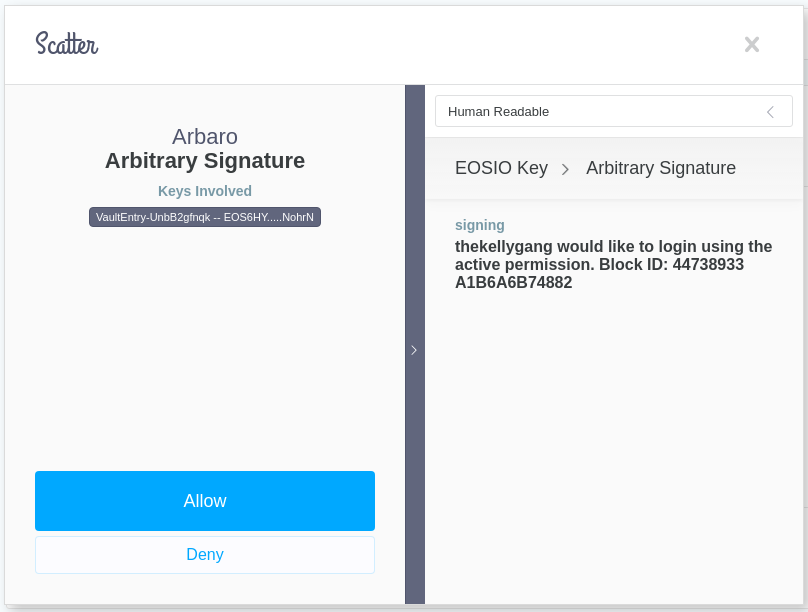 Scatter
Arbaro
Arbitrary Signature
Keys Involved
VaultEntry-UnbB2gfnqk -- EOS6HY.....NohrN
Allow
Deny
Human Readable
EOSIO Key > Arbitrary Signature
signing
thekellygang would like to login using the
active permission. Block ID: 44738933
A1B6A6B74882